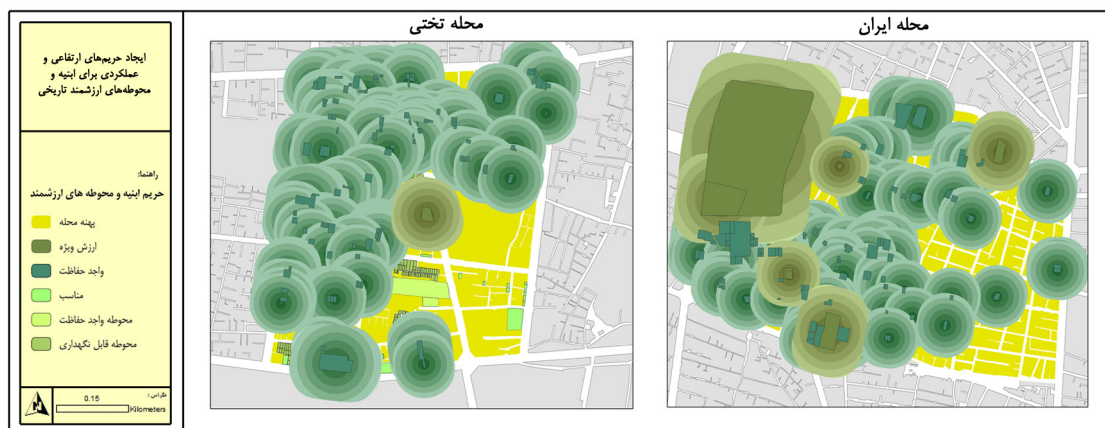 محله تختی
محله ایران
ایجاد حریم‌های ارتفاعی و
عملکردی برای ابنیه و
محوطه‌های ارزشمند تاریخی
راهنما:
حریم ابنیه و محوطه های ارزشمند
پهنه محله
ارزش ویژه
واجد حفاظت
مناسب
محوطه واجد حفاظت
محوطه قابل نگهداری
مقیاس:
0.15
Kilometers